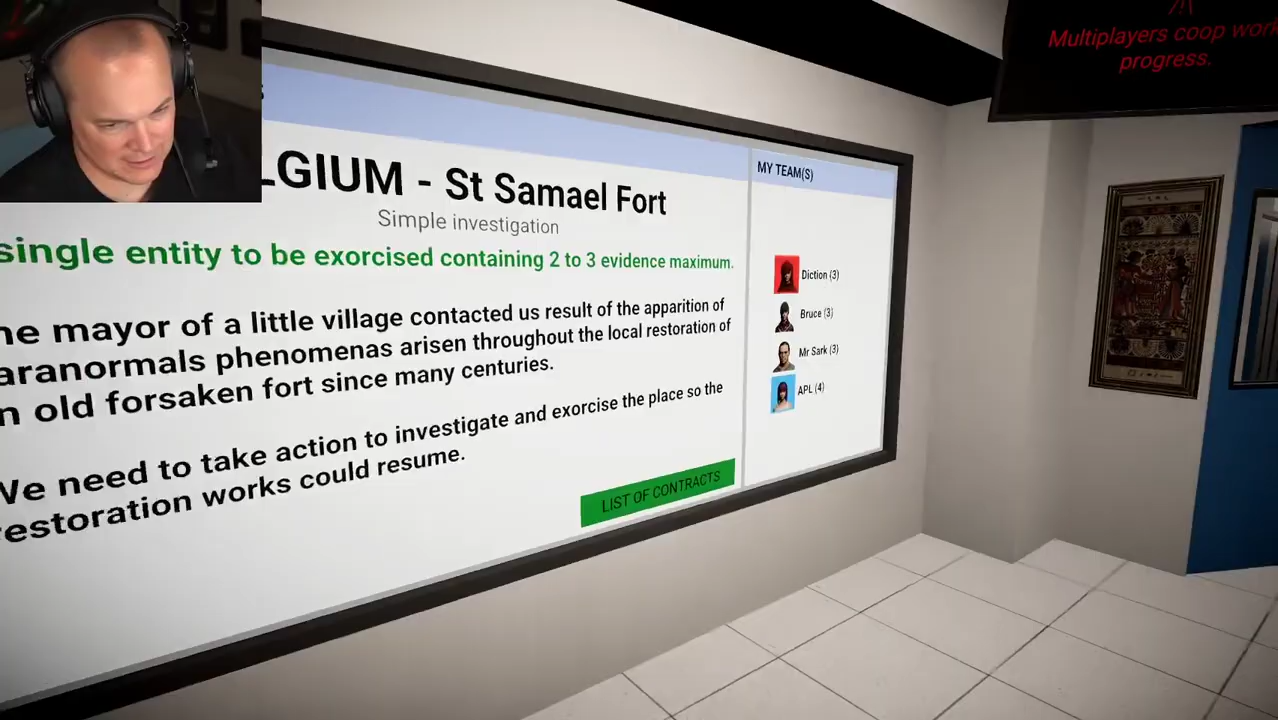 Multiplayers coop work
progress.
MY TEAM(S)
LGIUM - St Samael Fort
Simple investigation
single entity to be exorcised containing 2 to 3 evidence maximum.
he mayor of a little village contacted us result of the apparition of
aranormals phenomenas arisen throughout the local restoration of
n old forsaken fort since many centuries.
We need to take action to investigate and exorcise the place so the
restoration works could resume.
LIST OF CONTRACTS
Diction (3)
Bruce (3)
Mr Sark (3)
APL (4)